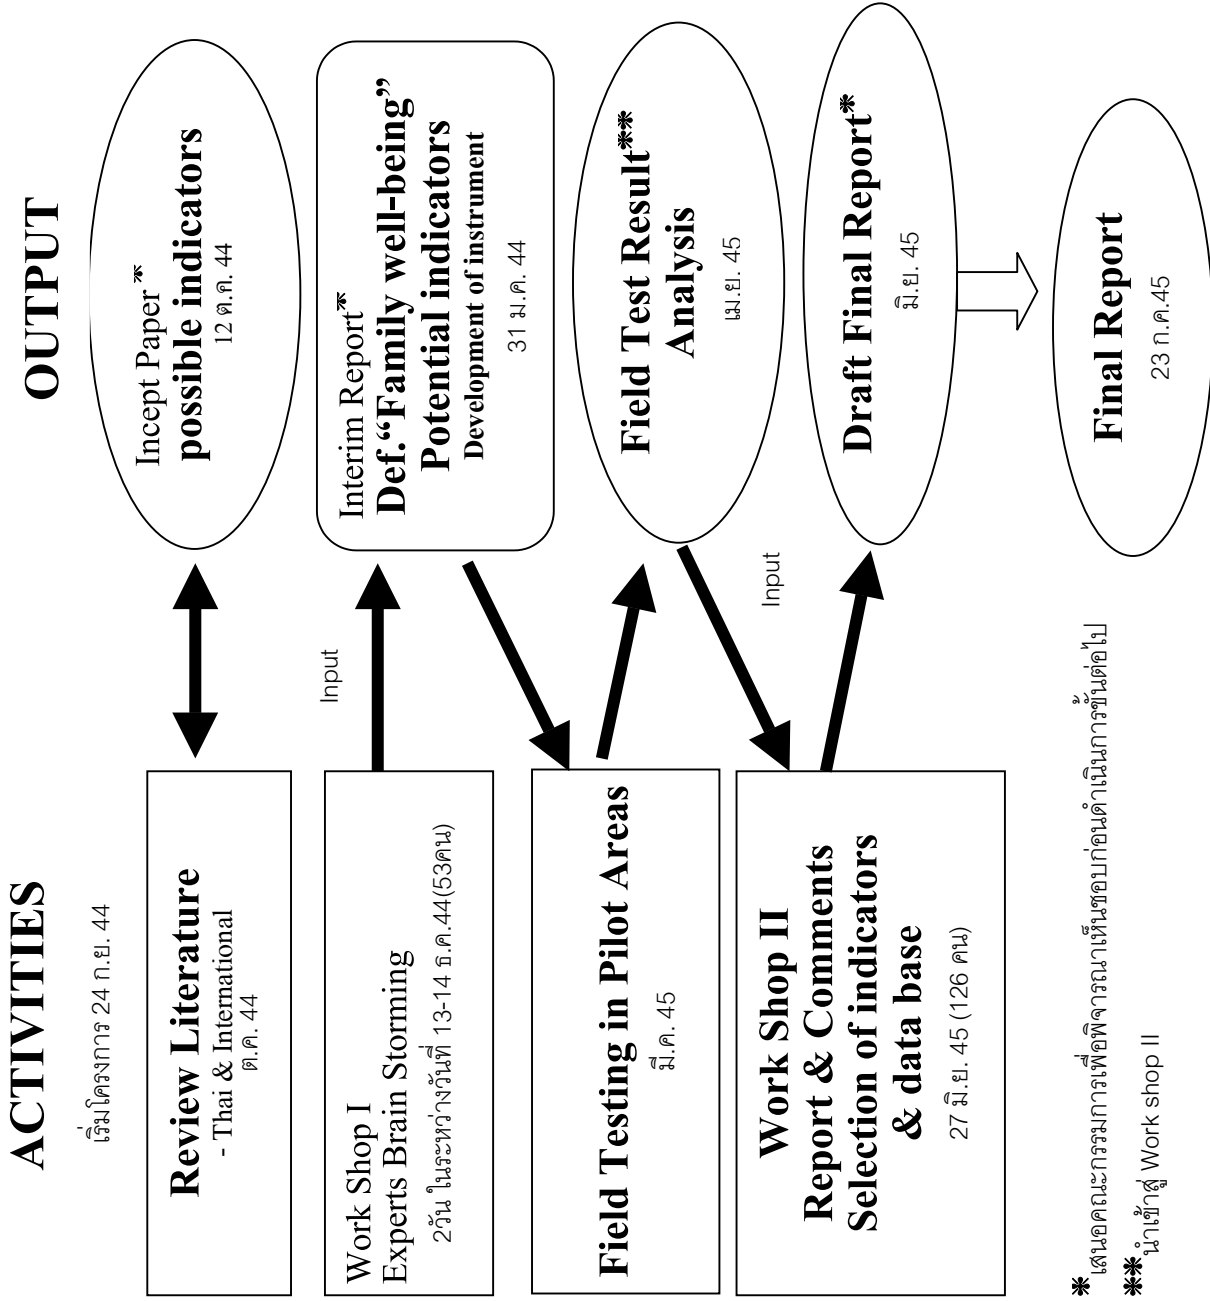 ACTIVITIES
OUTPUT
เริ่มโครงการ 24 ก.ย. 44
Review Literature
- Thai & International
ต.ค. 44
Incept Paper*
possible indicators
12 ต.ค. 44
Work Shop I
Experts Brain Storming
2วัน ในระหว่างวันที่ 13-14 ธ.ค.44(53คน)
Input
Interim Report*
Def.“Family well-being”
Potential indicators
Development of instrument
31 ม.ค. 44
Field Testing in Pilot Areas
มี.ค. 45
Field Test Result**
Analysis
เม.ย. 45
Input
Work Shop II
Report & Comments
Selection of indicators
& data base
27 มิ.ย. 45 (126 คน)
Draft Final Report*
มิ.ย. 45
Final Report
23 ก.ค.45
* เสนอคณะกรรมการเพื่อพิจารณาเห็นชอบก่อนดำเนินการขั้นต่อไป
** นำเข้าสู่ Work shop II